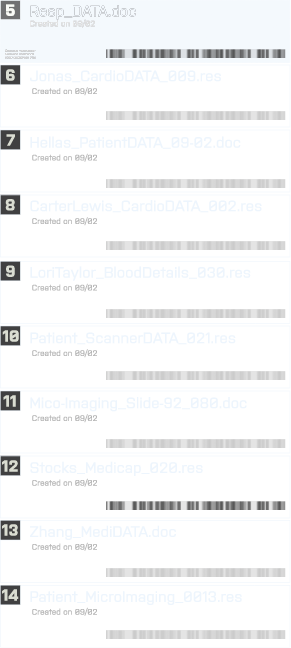 5 Resp_DATA.doc
Created on 09/02
6 Jonas_CardioDATA_009.res
Created on 09/02
7 Helias_PatientDATA_09-02.doc
Created on 09/02
8 CarterLewis_CardioDATA_002.res
Created on 09/02
9 LoriTaylor_BloodDetails_030.res
Created on 09/02
10 Patient_ScannerDATA_021.res
Created on 09/02
11 Mico-imaging_Slide-92_080.doc
Created on 09/02
12 Stocks_Medicap_020.res
Created on 09/02
13 Zhang_MediDATA.doc
Created on 09/02
14 Patient_MicroImaging_0013.res
Created on 09/02